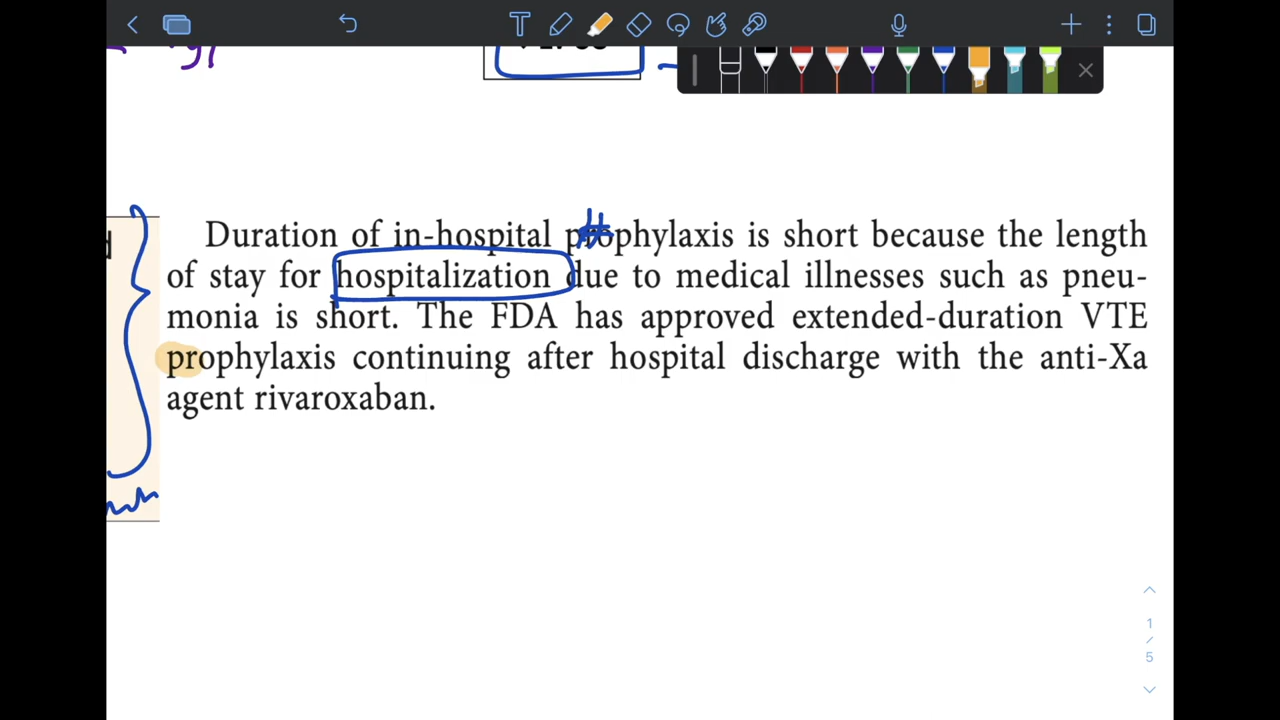 Duration of in-hospital prophylaxis is short because the length
of stay for hospitalization due to medical illnesses such as pneu-
monia is short. The FDA has approved extended-duration VTE
prophylaxis continuing after hospital discharge with the anti-Xa
agent rivaroxaban.
1
/
5